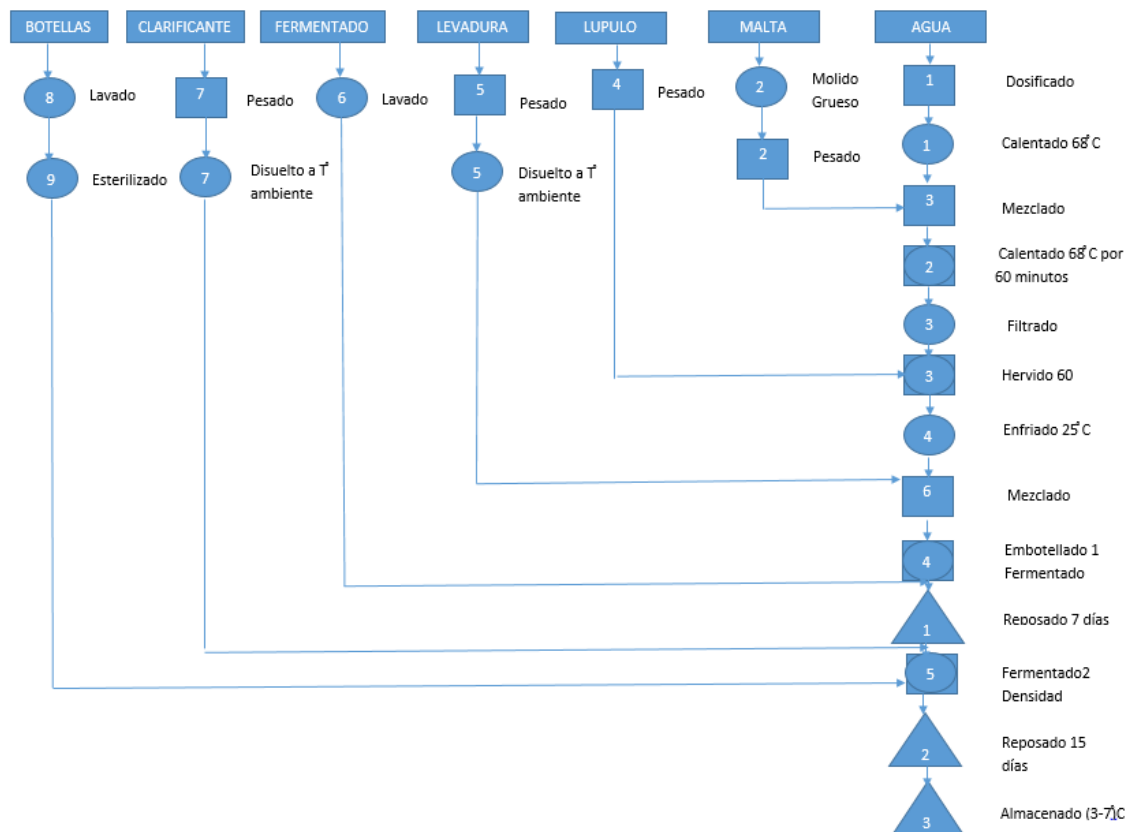 BOTELLAS
CLARIFICANTE
FERMENTADO
LEVADURA
LUPULO
MALTA
AGUA
8
Lavado
7
Pesado
6
Lavado
5
Pesado
4
Pesado
2
Molido
Grueso
1
Dosificado
9
Esterilizado
7
Disuelto a T°
ambiente
5
Disuelto a T°
ambiente
2
Pesado
1
Calentado 68°C
3
Mezclado
2
Calentado 68°C por
60 minutos
3
Filtrado
3
Hervido 60
4
Enfriado 25°C
6
Mezclado
4
Embotellado 1
Fermentado
1
Reposado 7 días
5
Fermentado2
Densidad
2
Reposado 15
días
3
Almacenado (3-7°)C